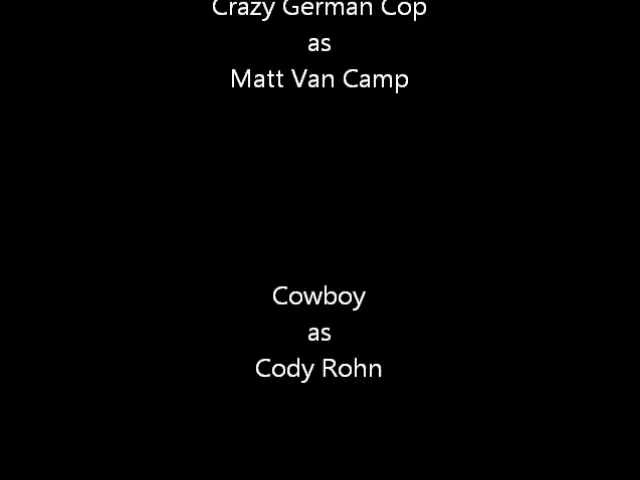 Crazy German Cop
as
Matt Van Camp
Cowboy
as
Cody Rohn